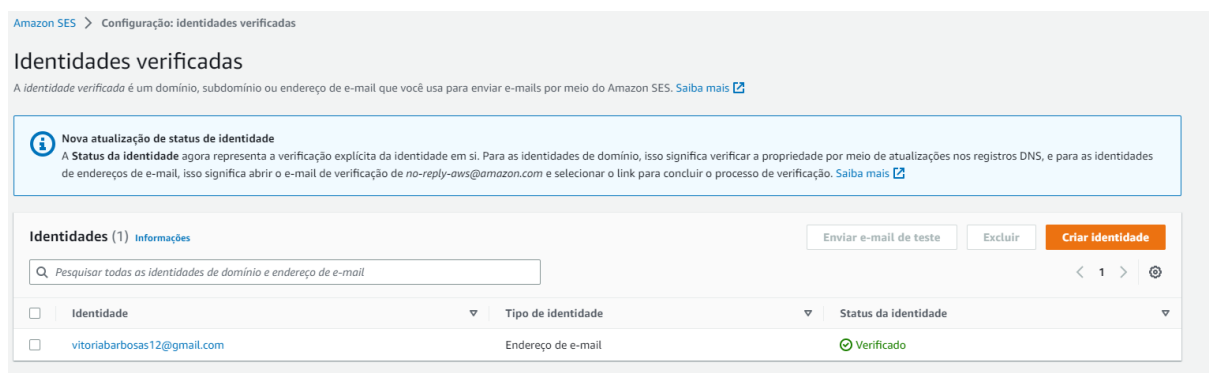 Amazon SES > Configuração: identidades verificadas
Identidades verificadas
A identidade verificada é um domínio, subdomínio ou endereço de e-mail que você usa para enviar e-mails por meio do Amazon SES. Saiba mais
Nova atualização de status de identidade
A Status da identidade agora representa a verificação explícita da identidade em si. Para as identidades de domínio, isso significa verificar a propriedade por meio de atualizações nos registros DNS, e para as identidades
de endereços de e-mail, isso significa abrir o e-mail de verificação de no-reply-aws@amazon.com e selecionar o link para concluir o processo de verificação. Saiba mais
Identidades (1) Informações Enviar e-mail de teste Excluir Criar identidade
Pesquisar todas as identidades de domínio e endereço de e-mail < 1 >
Identidade Tipo de identidade Status da identidade
vitoriabarbosas12@gmail.com Endereço de e-mail Verificado